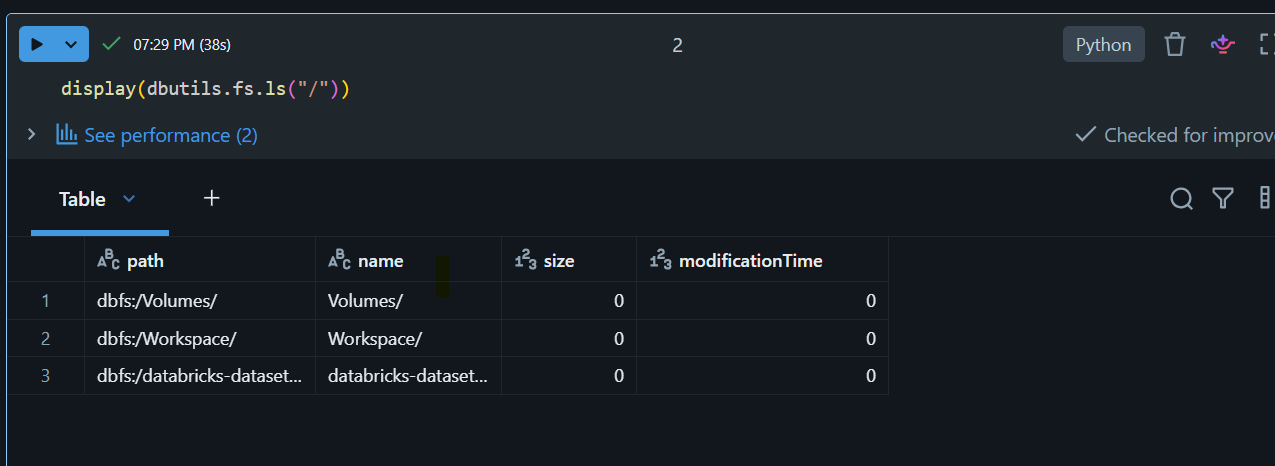 07:29 PM (38s)
2
Python
display(dbutils.fs.ls("/"))
See performance (2)
Checked for improv
Table
path name size modificationTime
1 dbfs:/Volumes/ Volumes/ 0 0
2 dbfs:/Workspace/ Workspace/ 0 0
3 dbfs:/databricks-dataset... databricks-dataset... 0 0